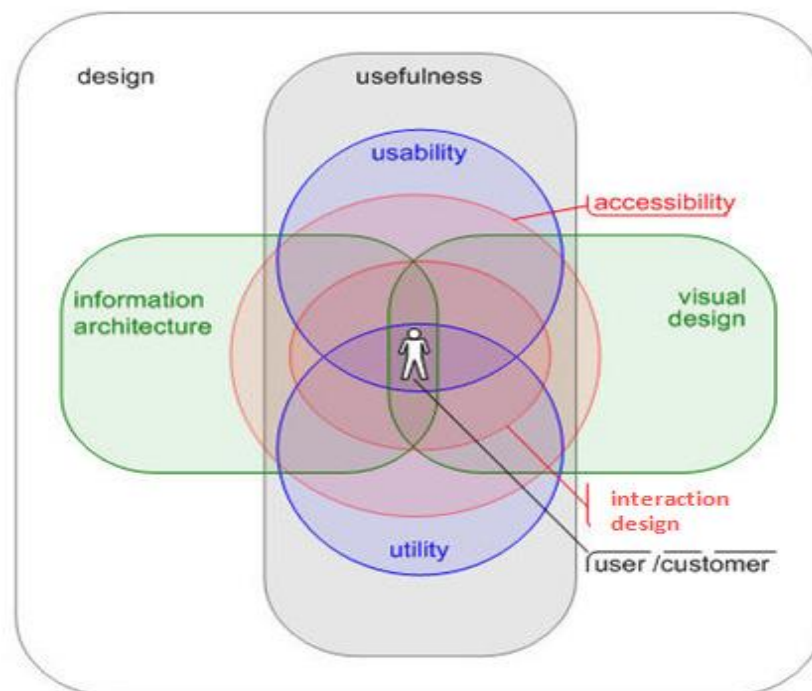 design
usefulness
usability
accessibility
information
architecture
visual
design
interaction
design
utility
user /customer